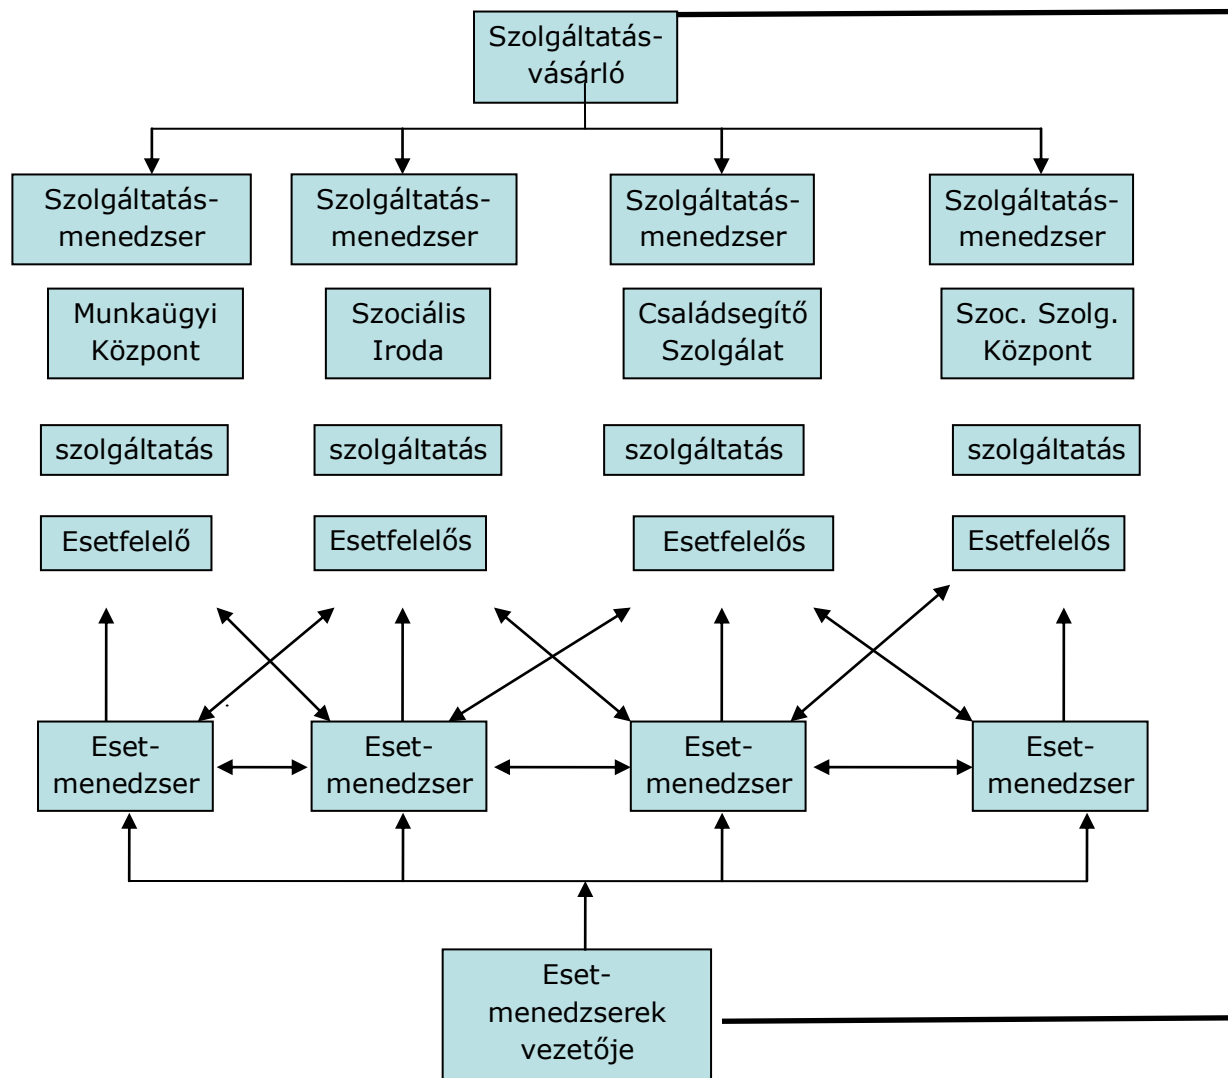 Szolgáltatás-
vásárló
Szolgáltatás-
menedzser
Szolgáltatás-
menedzser
Szolgáltatás-
menedzser
Szolgáltatás-
menedzser
Munkaügyi
Központ
Szociális
Iroda
Családsegítő
Szolgálat
Szoc. Szolg.
Központ
szolgáltatás
szolgáltatás
szolgáltatás
szolgáltatás
Esetfelelő
Esetfelelős
Esetfelelős
Esetfelelős
Eset-
menedzser
Eset-
menedzser
Eset-
menedzser
Eset-
menedzser
Eset-
menedzserek
vezetője